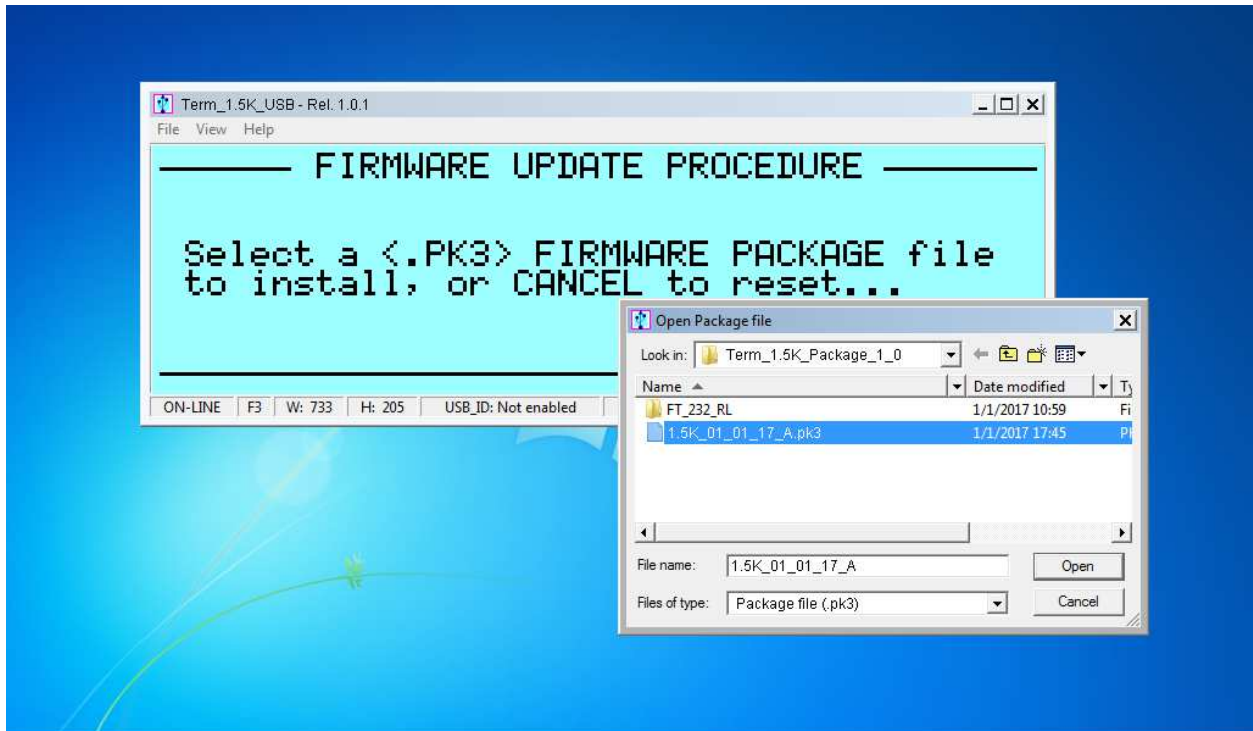 Term_1.5K_USB - Rel. 1.0.1
File View Help
FIRMWARE UPDATE PROCEDURE
Select a <.PK3> FIRMWARE PACKAGE file
to install, or CANCEL to reset...
ON-LINE F3 W: 733 H: 205 USB_ID: Not enabled
Open Package file
Look in: Term_1.5K_Package_1_0
Name Date modified Ty
FT_232_RL 1/1/2017 10:59 Fi
1.5K_01_01_17_A.pk3 1/1/2017 17:45 PK
File name: 1.5K_01_01_17_A Open
Files of type: Package file (.pk3) Cancel